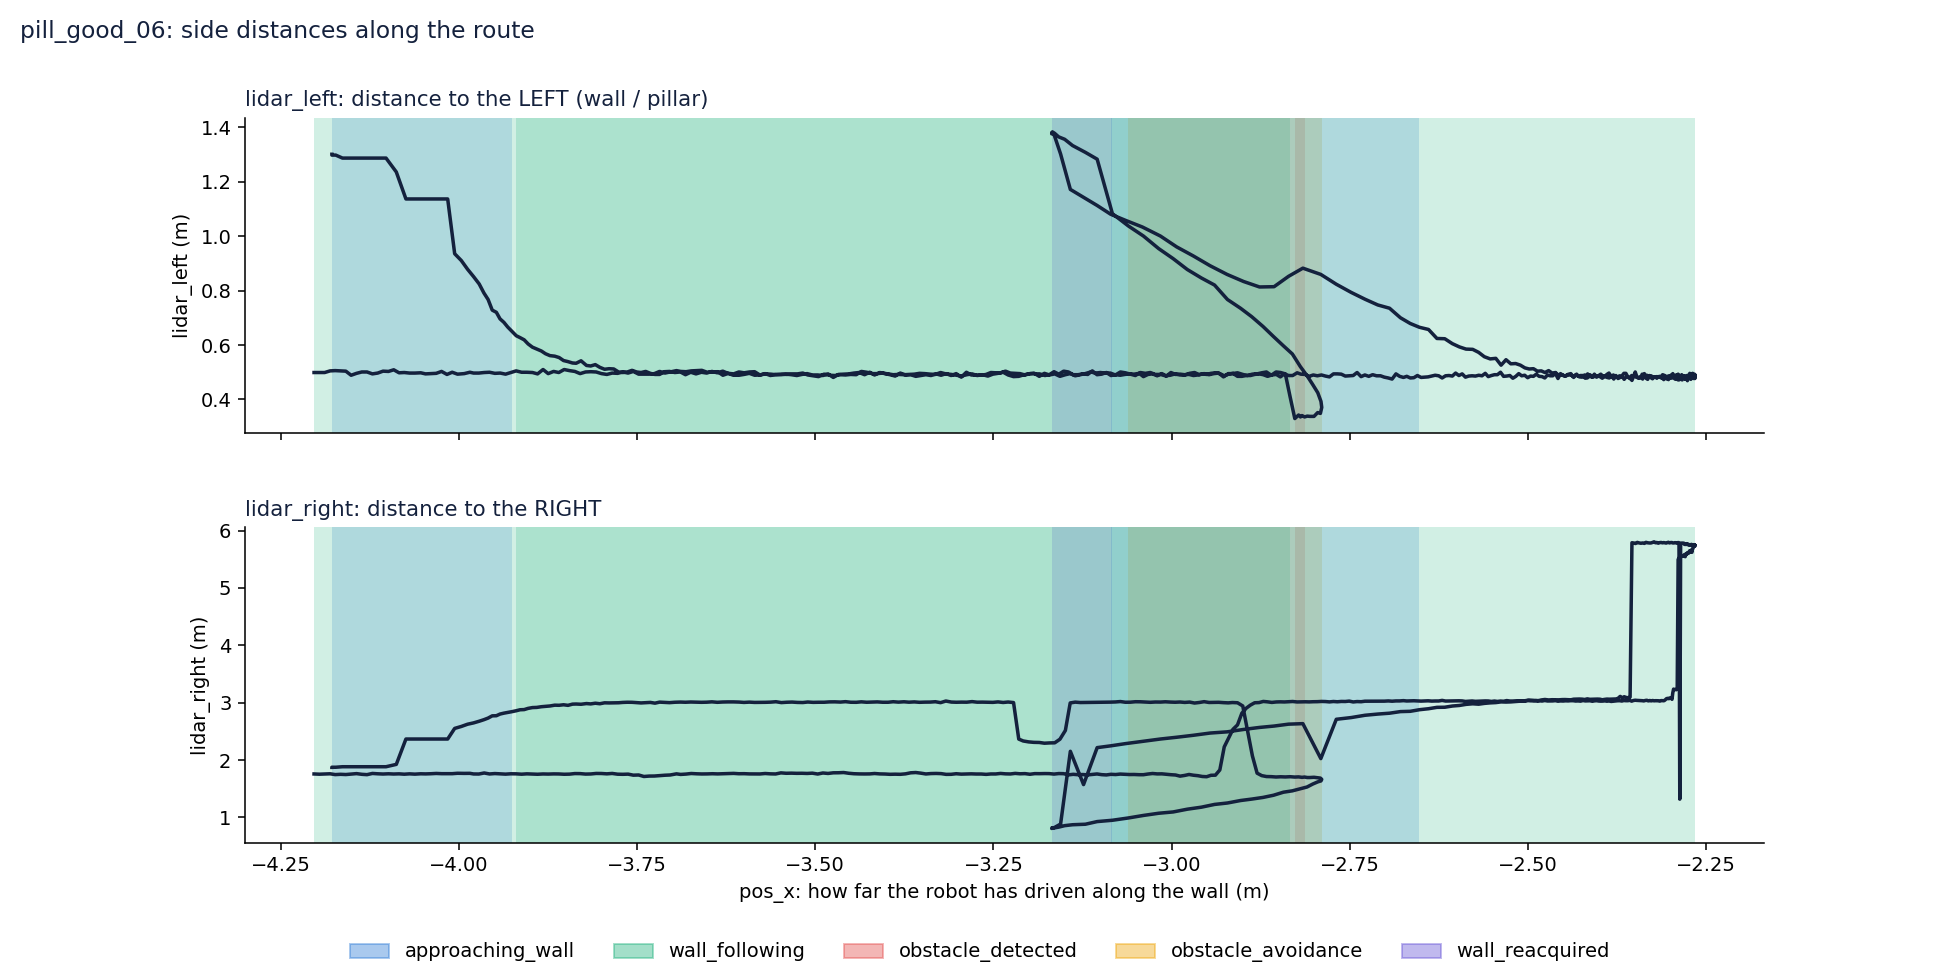 pill_good_06: side distances along the route
lidar_left: distance to the LEFT (wall / pillar)
1.4
1.2
1.0
0.8
0.6
0.4
lidar_left (m)
lidar_right: distance to the RIGHT
6
5
4
3
2
1
lidar_right (m)
−4.25 −4.00 −3.75 −3.50 −3.25 −3.00 −2.75 −2.50 −2.25
pos_x: how far the robot has driven along the wall (m)
approaching_wall wall_following obstacle_detected obstacle_avoidance wall_reacquired